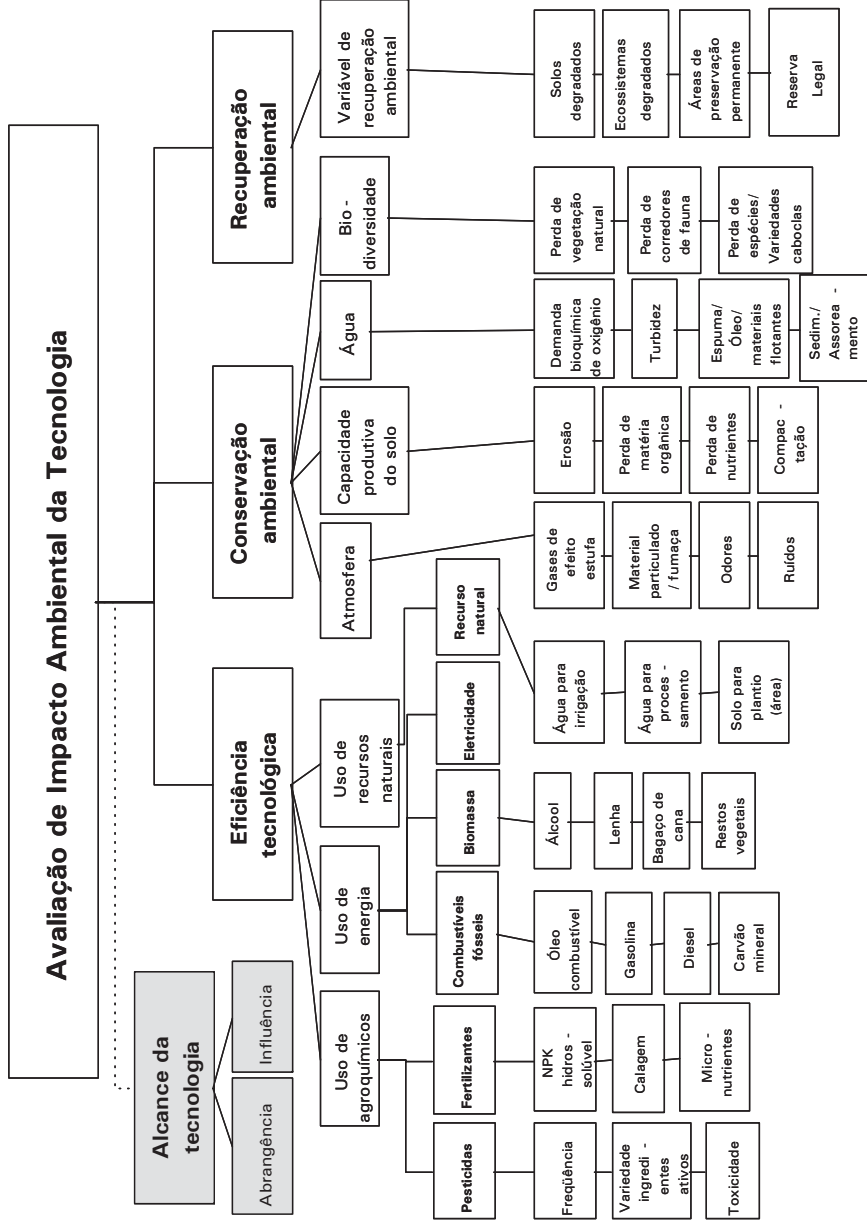 Avaliação de Impacto Ambiental da Tecnologia
Alcance da
tecnologia
Abrangência
Influência
Eficiência
tecnológica
Conservação
ambiental
Recuperação
ambiental
Uso de
agroquímicos
Uso de
energia
Uso de
recursos
naturais
Atmosfera
Capacidade
produtiva
do solo
Água
Bio -
diversidade
Variável de
recuperação
ambiental
Pesticidas
Fertilizantes
Combustíveis
fósseis
Biomassa
Eletricidade
Recurso
natural
Freqüência
Variedade
ingredi -
entes
ativos
Toxicidade
NPK
hidros -
solúvel
Calagem
Micro -
nutrientes
Óleo
combustível
Gasolina
Diesel
Carvão
mineral
Álcool
Lenha
Bagaço de
cana
Restos
vegetais
Água para
irrigação
Água para
proces -
samento
Solo para
plantio
(área)
Gases de
efeito
estufa
Material
particulado
/ fumaça
Odores
Ruídos
Erosão
Perda de
matéria
orgânica
Perda de
nutrientes
Compac -
tação
Demanda
bioquímica
de oxigênio
Turbidez
Espuma/
Óleo/
materiais
flotantes
Sedim./
Assorea -
mento
Perda de
vegetação
natural
Perda de
corredores
de fauna
Perda de
espécies/
Variedades
caboclas
Solos
degradados
Ecossistemas
degradados
Áreas de
preservação
permanente
Reserva
Legal